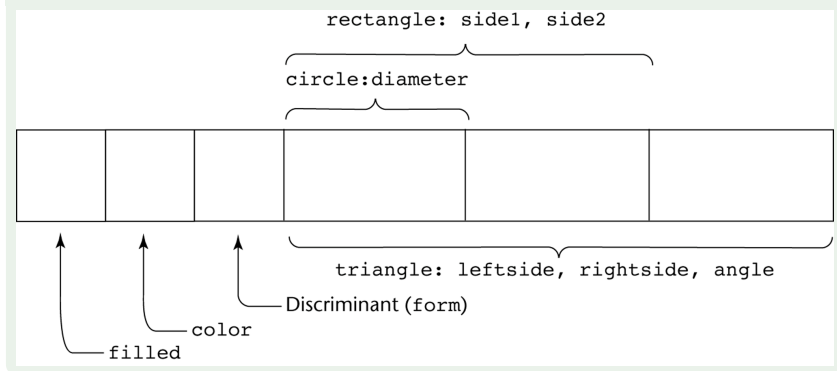 rectangle: side1, side2
circle:diameter
triangle: leftside, rightside, angle
Discriminant (form)
color
filled